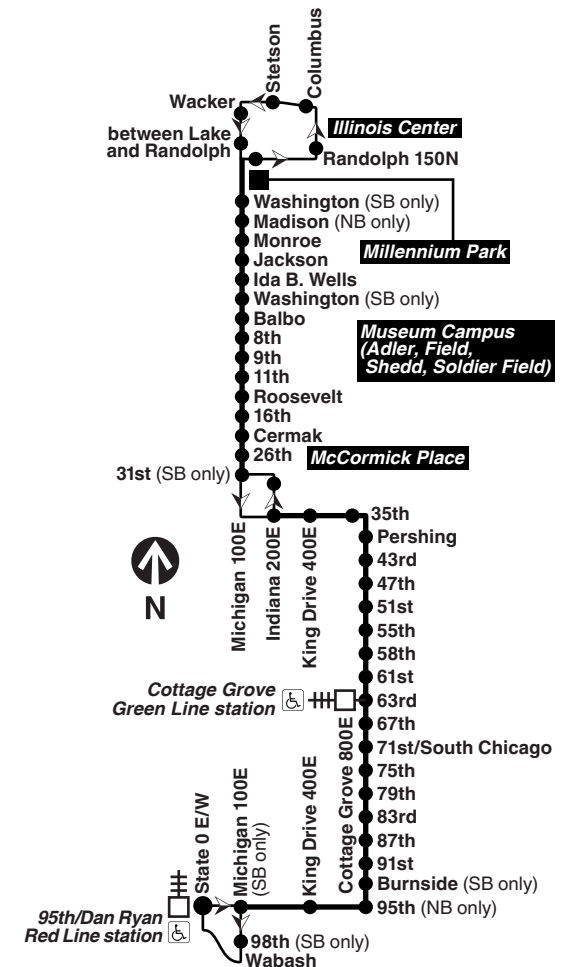 Stetson
Columbus
Wacker
between Lake
and Randolph
Illinois Center
Randolph 150N
Washington (SB only)
Madison (NB only)
Millennium Park
Monroe
Jackson
Ida B. Wells
Washington (SB only)
Balbo
Museum Campus
(Adler, Field,
Shedd, Soldier Field)
8th
9th
11th
Roosevelt
16th
Cermak
26th
McCormick Place
31st (SB only)
Michigan 100E
Indiana 200E
King Drive 400E
35th
Pershing
43rd
47th
51st
55th
58th
61st
N
Cottage Grove
Green Line station
63rd
67th
71st/South Chicago
75th
79th
83rd
87th
91st
Burnside (SB only)
95th (NB only)
Cottage Grove 800E
King Drive 400E
Michigan 100E
(SB only)
State 0 E/W
95th/Dan Ryan
Red Line station
98th (SB only)
Wabash